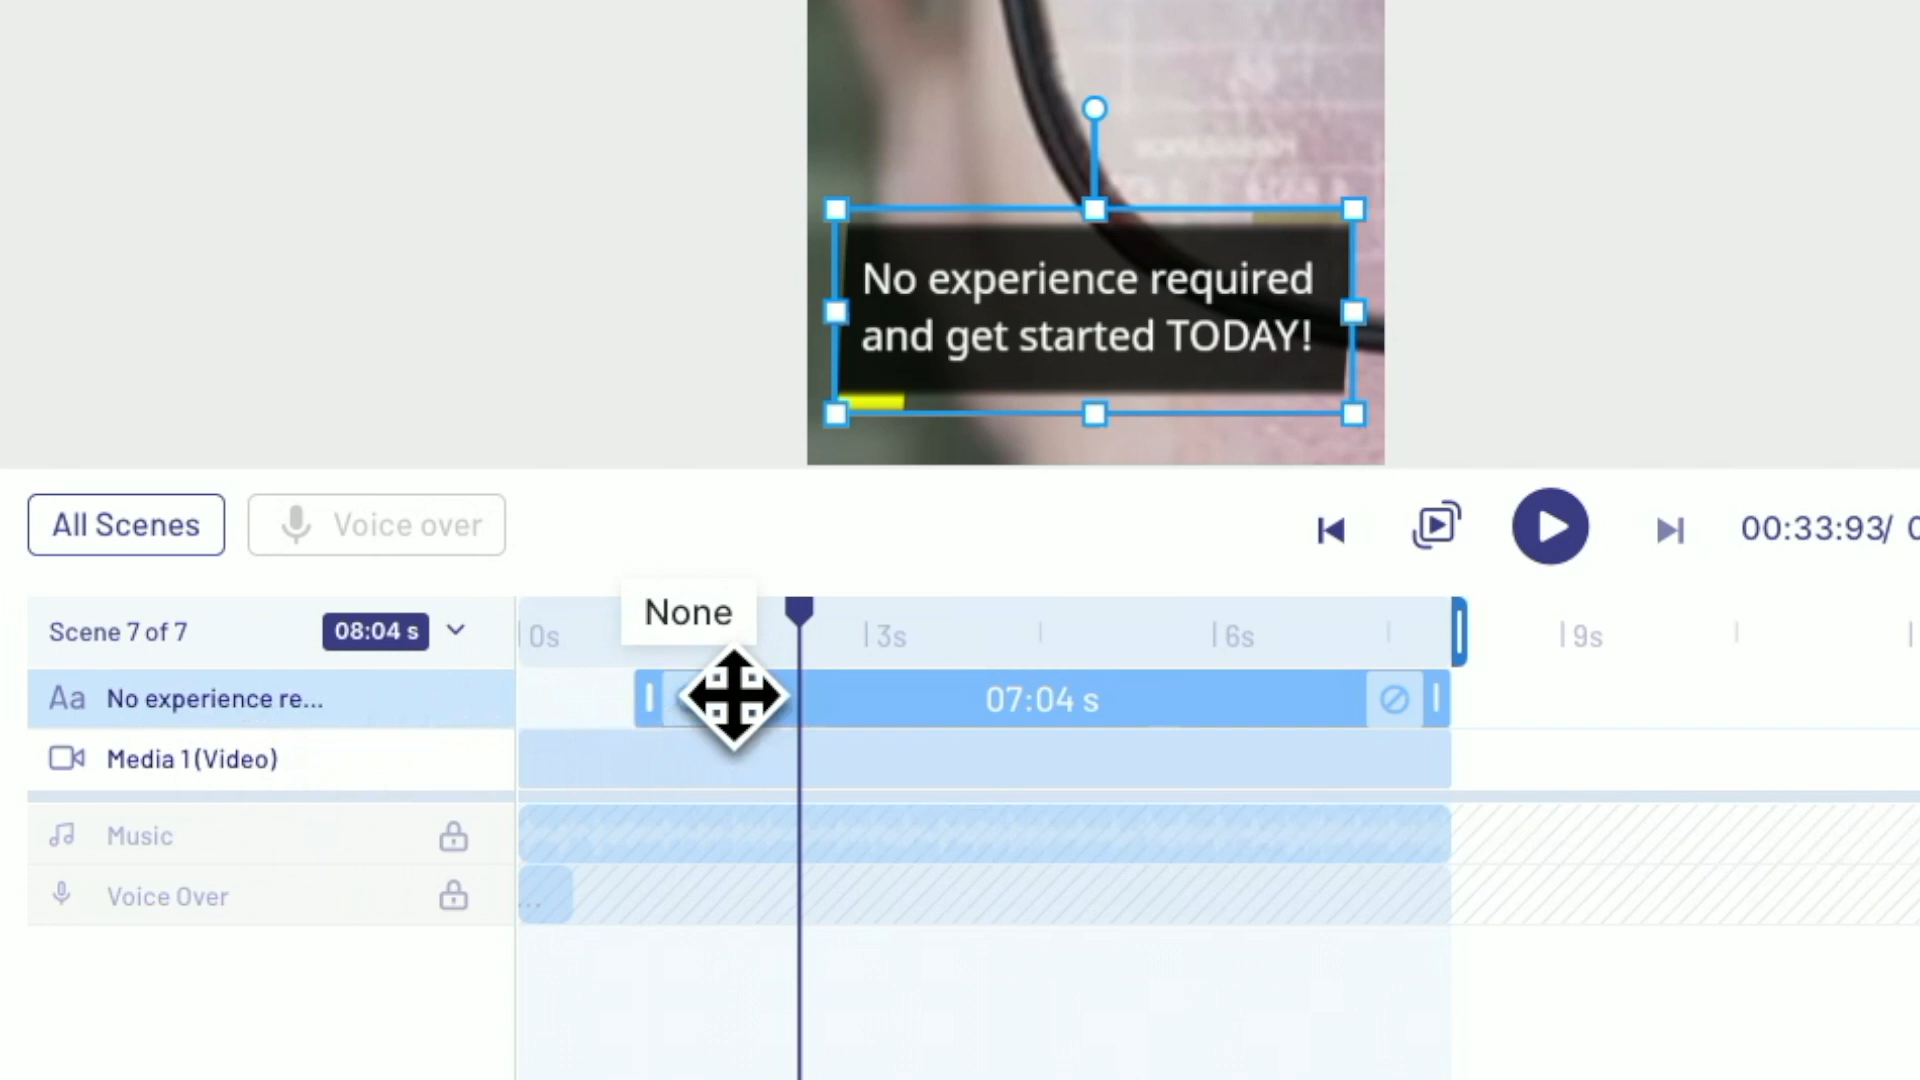 No experience required
and get started TODAY!
All Scenes
Voice over
00:33:93/
None
Scene 7 of 7
08:04 s
0s
3s
6s
9s
Aa
No experience re...
07:04 s
Media 1(Video)
Music
Voice Over
...